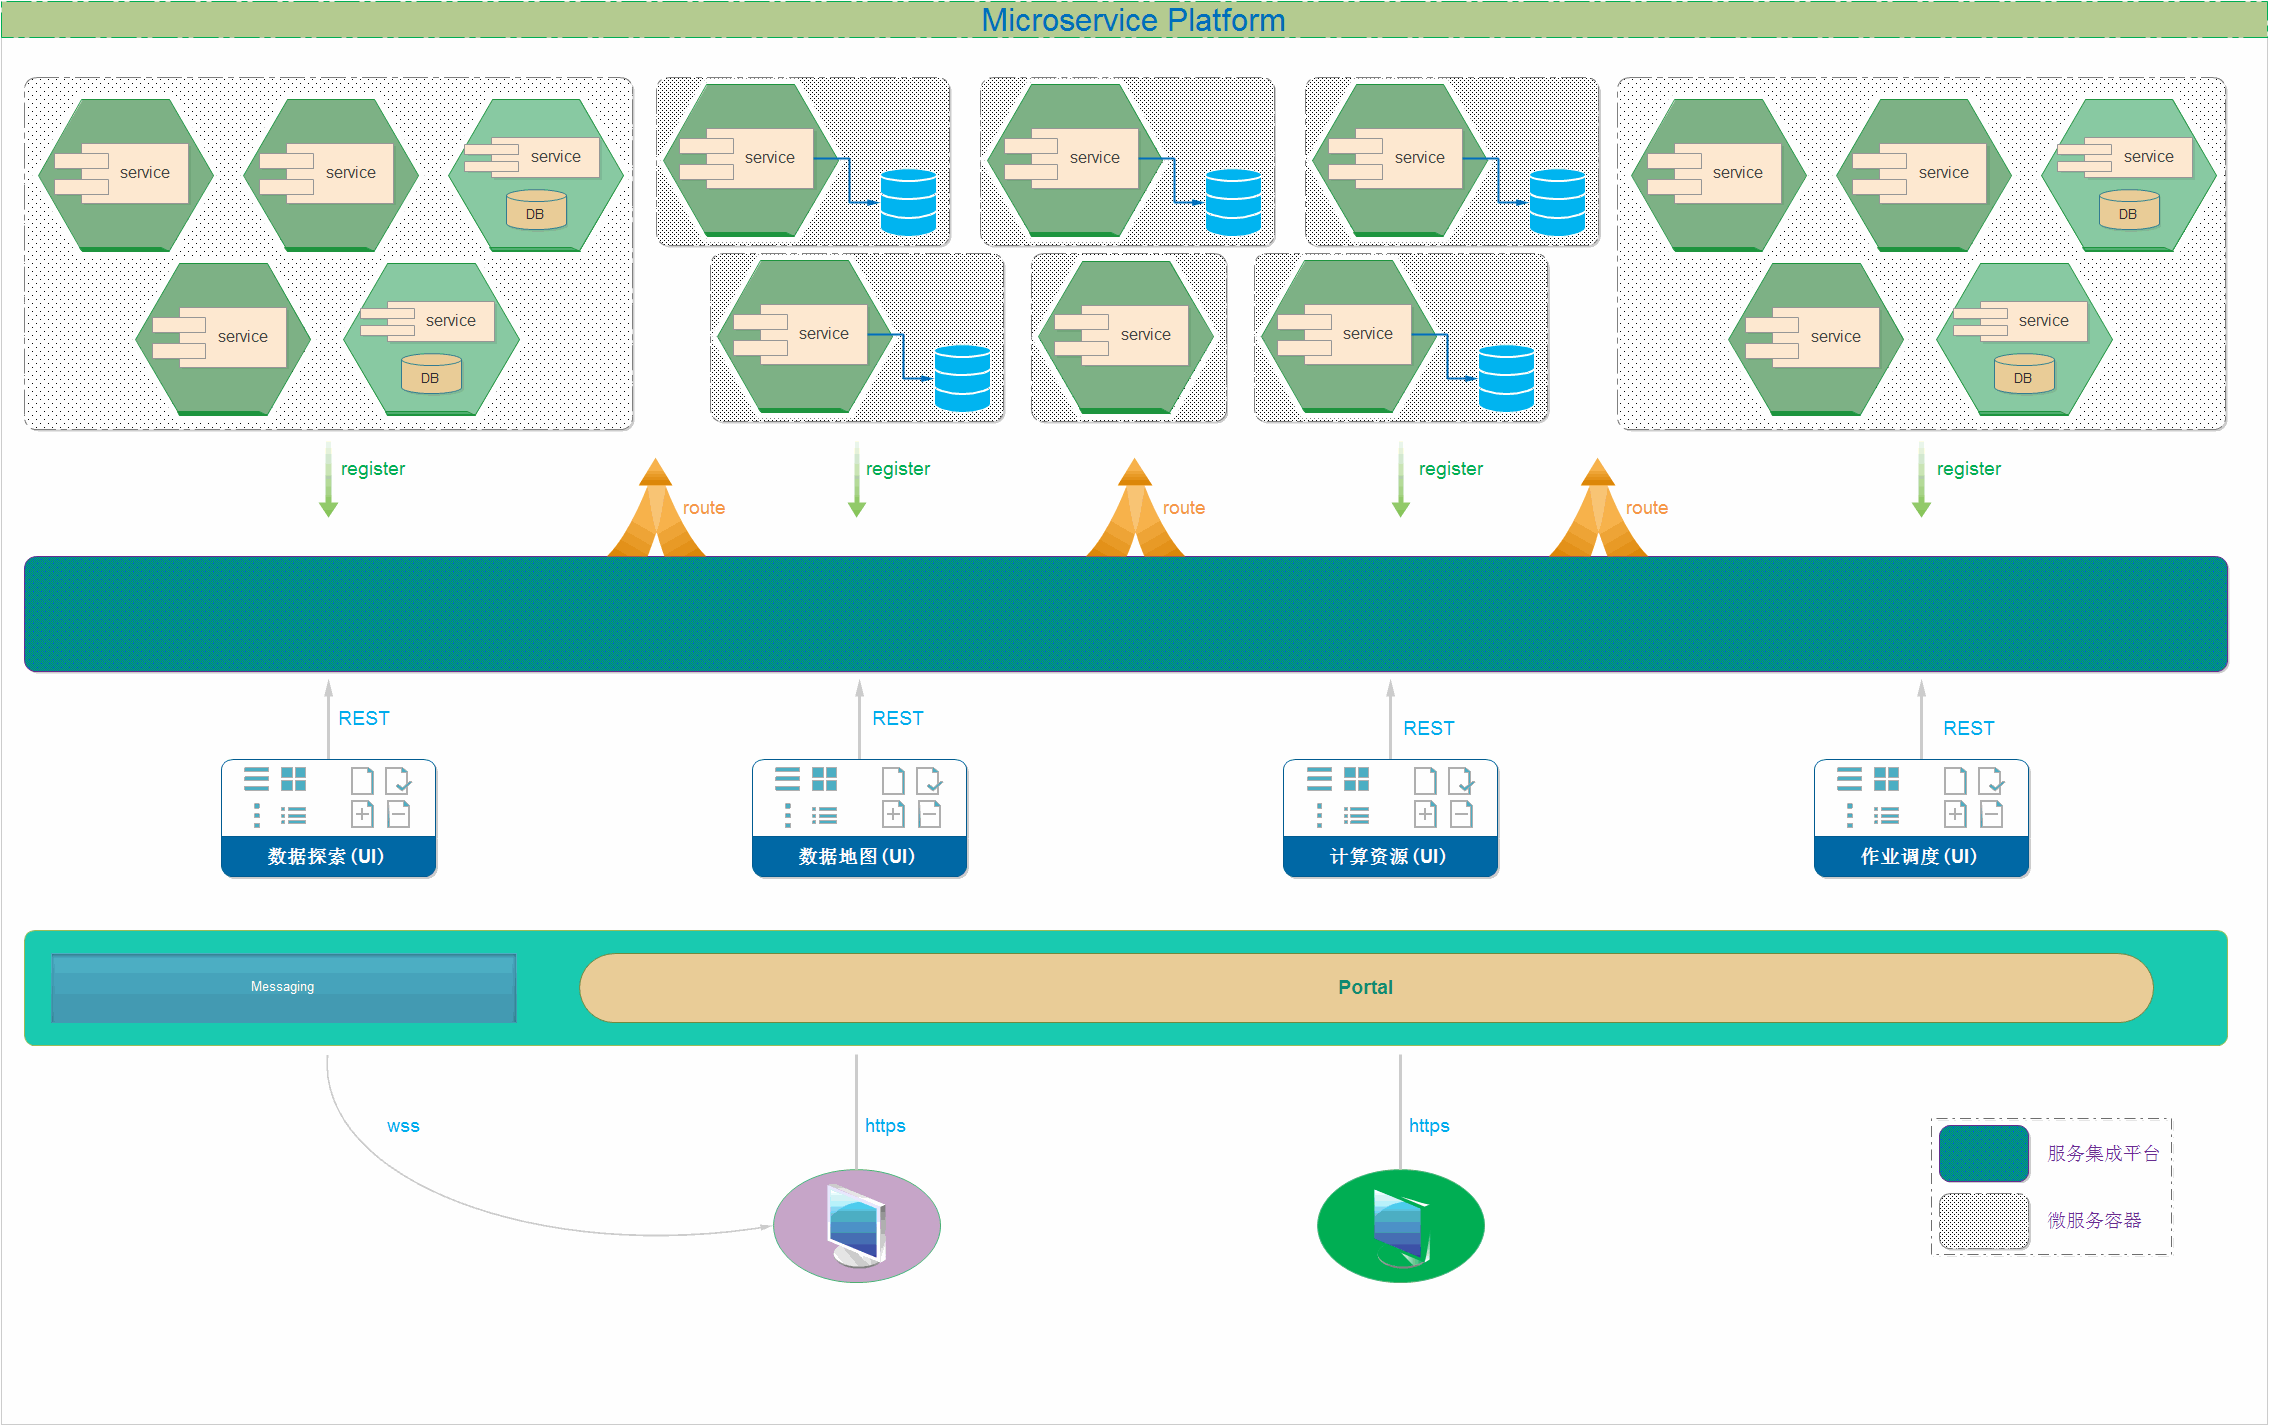 Microservice Platform
service
service
service
DB
service
service
service
service
service
service
DB
service
service
DB
service
service
service
service
service
DB
DB
register
register
register
register
route
route
route
REST
REST
REST
REST
数据探索(UI)
数据地图(UI)
计算资源(UI)
作业调度(UI)
Messaging
Portal
wss
https
https
服务集成平台
微服务容器